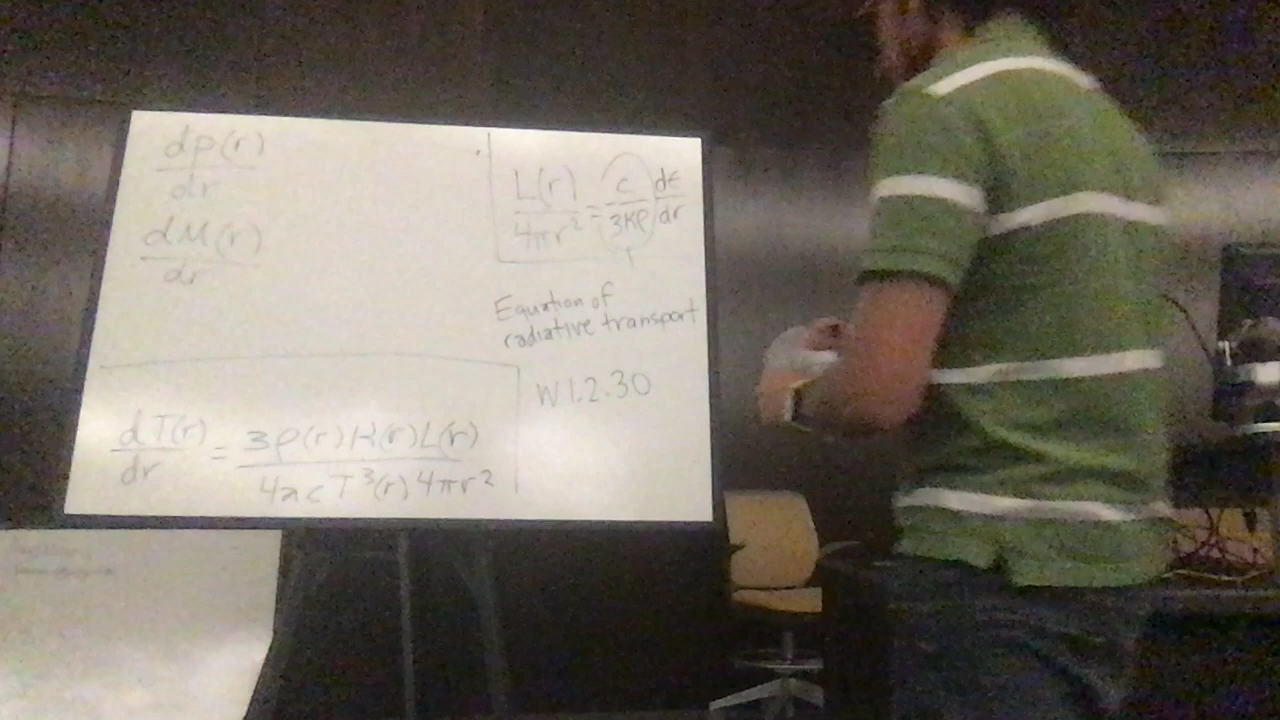 dp(r)
dr
dM(r)
dr
L(r) / 4πr² = c / 3κρ dε / dr
Equation of
radiative transport
W 1.2.30
dT(r) / dr = 3ρ(r)K(r)L(r) / 4acT³(r)4πr²